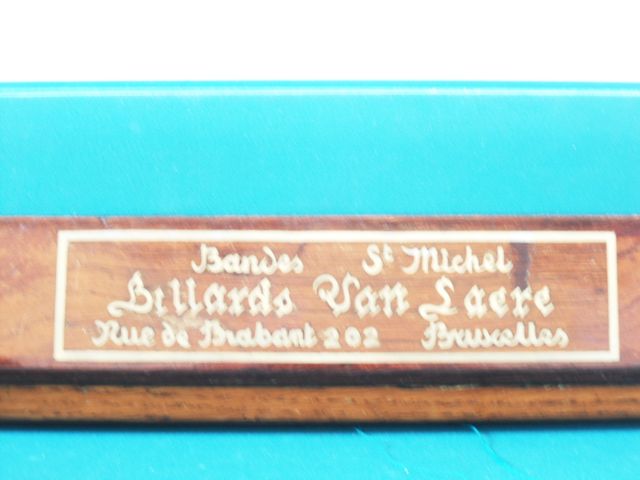 Bandes St Michel
Billards Van Laere
Rue de Brabant 202 Bruxelles